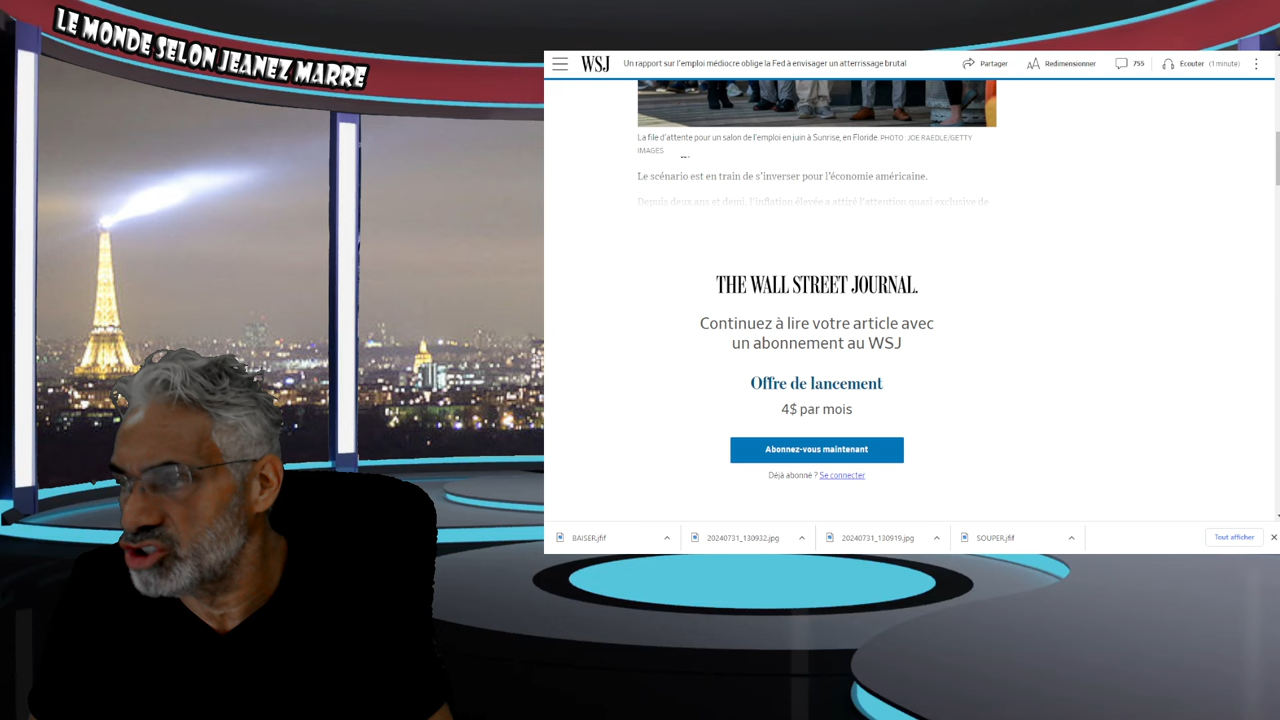 LE MONDE SELON JEANEZ MARRE
WSJ
Un rapport sur l'emploi médiocre oblige la Fed à envisager un atterrissage brutal
Partager
Redimensionner
755
Écouter (1 minute)
La file d'attente pour un salon de l'emploi en juin à Sunrise, en Floride. PHOTO : JOE RAEDLE/GETTY
IMAGES
Le scénario est en train de s'inverser pour l'économie américaine.
Depuis deux ans et demi, l'inflation élevée a attiré l'attention quasi exclusive de
THE WALL STREET JOURNAL.
Continuez à lire votre article avec
un abonnement au WSJ
Offre de lancement
4$ par mois
Abonnez-vous maintenant
Déjà abonné ? Se connecter
BAISER.jfif
20240731_130932.jpg
20240731_130919.jpg
SOUPER.jfif
Tout afficher